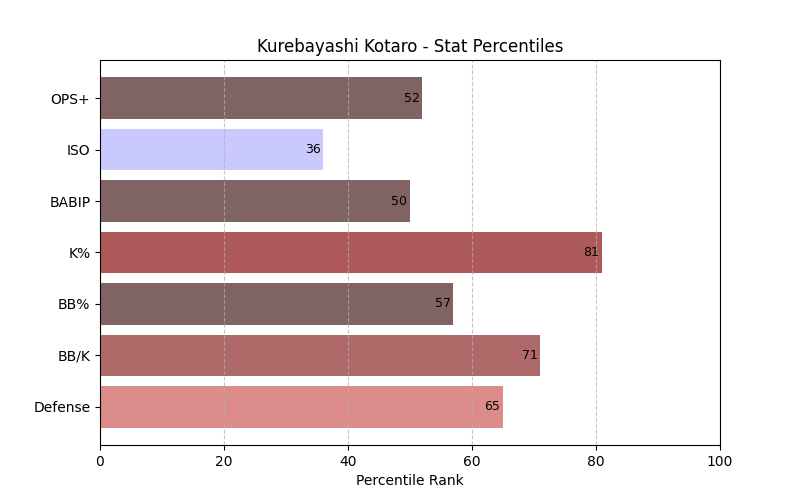 Kurebayashi Kotaro - Stat Percentiles
OPS+ 52
ISO 36
BABIP 50
K% 81
BB% 57
BB/K 71
Defense 65
0 20 40 60 80 100
Percentile Rank